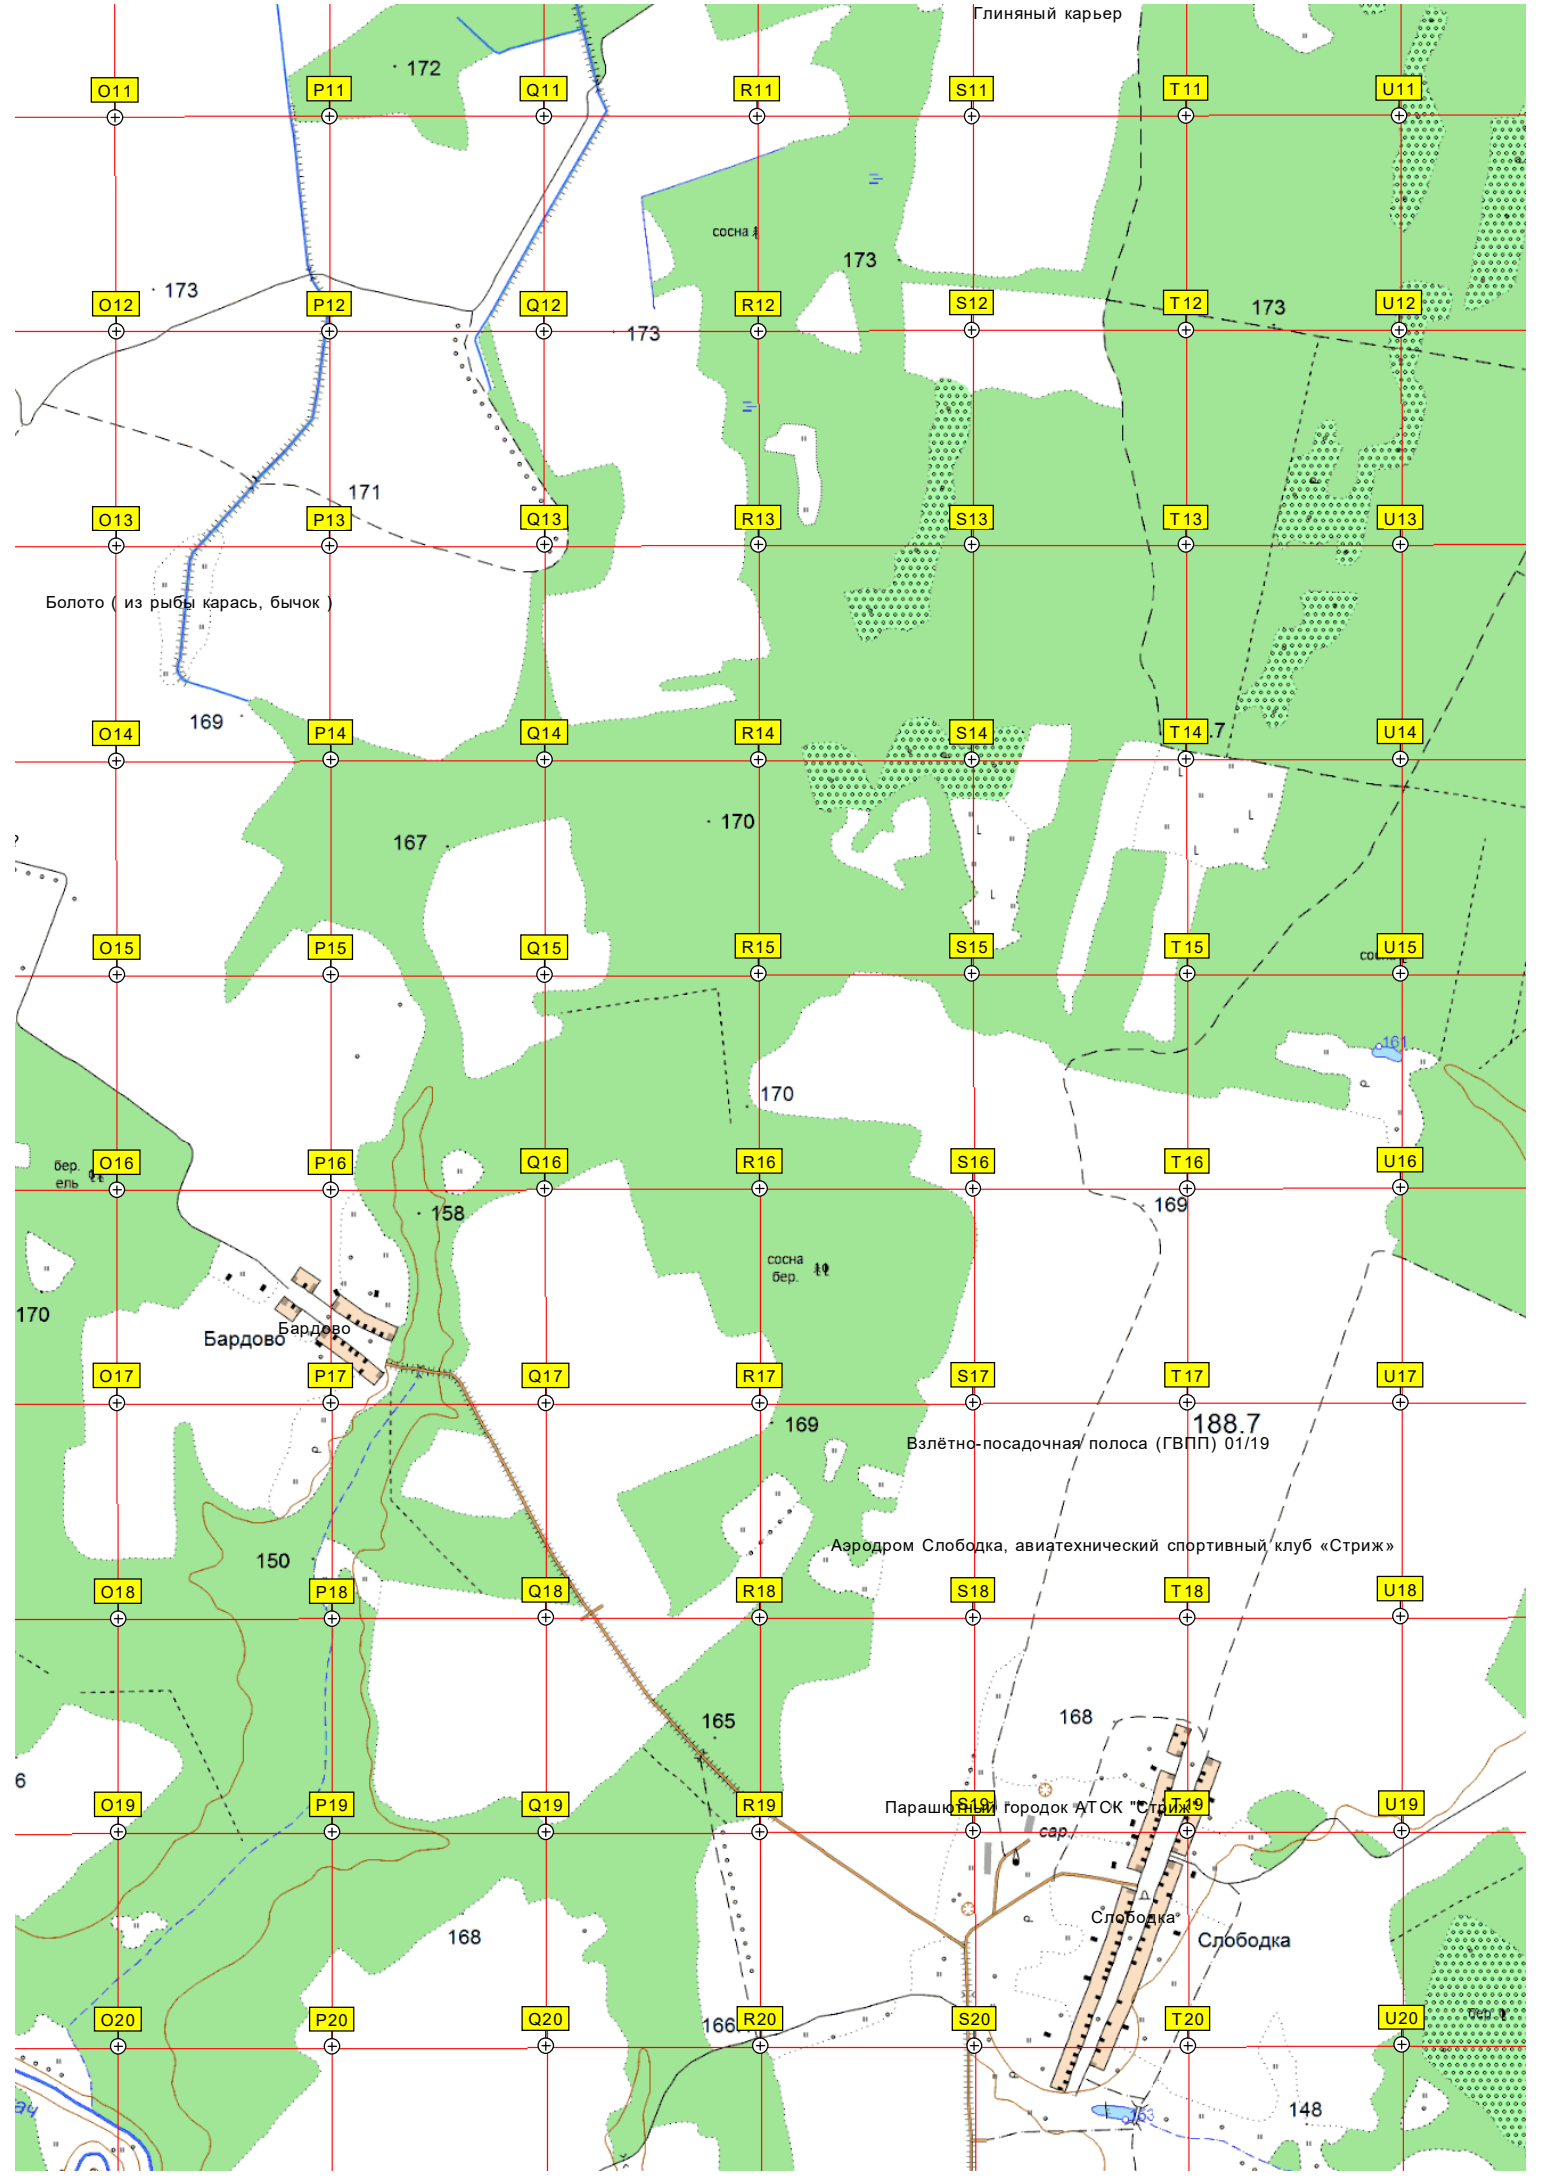 Глиняный карьер
172
O11
P11
Q11
R11
S11
T11
U11
сосна
173
173
173
O12
P12
Q12
R12
S12
T12
U12
173
171
O13
P13
Q13
R13
S13
T13
U13
Болото ( из рыбы карась, бычок )
169
O14
P14
Q14
R14
S14
T14
.7
U14
170
167
O15
P15
Q15
R15
S15
T15
U15
161
170
бер.
ель
O16
P16
Q16
R16
S16
T16
U16
169
158
сосна
бер.
170
Бардово
Бардово
O17
P17
Q17
R17
S17
T17
U17
169
188.7
Взлётно-посадочная полоса (ГВПП) 01/19
Аэродром Слободка, авиатехнический спортивный клуб «Стриж»
150
O18
P18
Q18
R18
S18
T18
U18
165
168
6
O19
P19
Q19
R19
S19
T19
U19
Парашютный городок АТСК "Стриж"
сар.
168
Слободка
Слободка
166.
O20
P20
Q20
R20
S20
T20
U20
бер.
ач
153
148